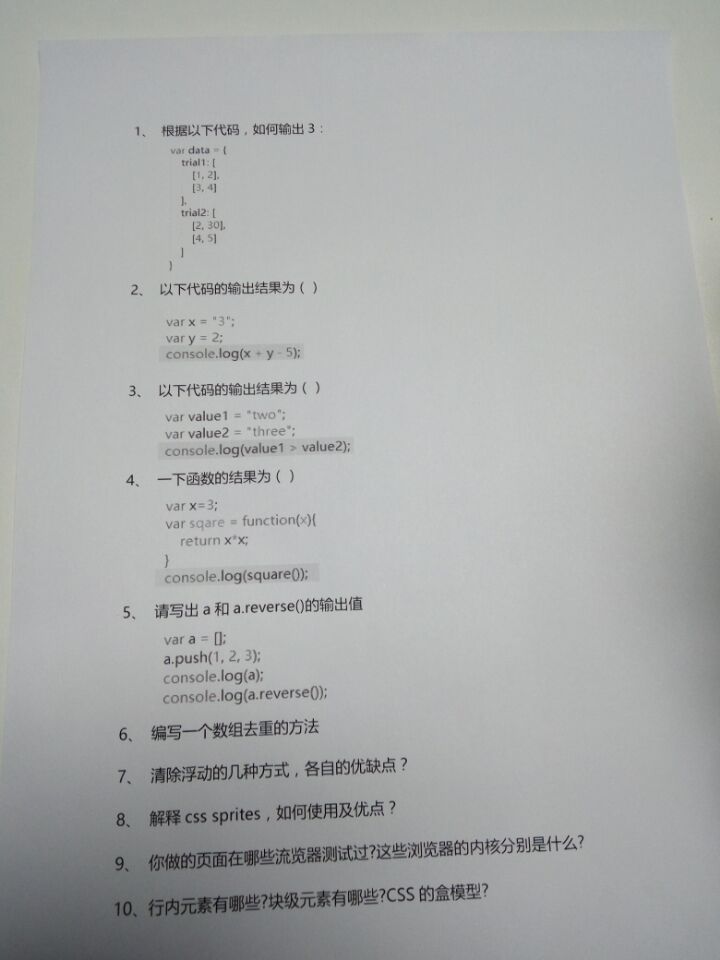 1、 根据以下代码，如何输出 3：
var data = {
trial1: [
[1, 2],
[3, 4]
],
trial2: [
[2, 30],
[4, 5]
]
}
2、 以下代码的输出结果为（ ）
var x = "3";
var y = 2;
console.log(x + y - 5);
3、 以下代码的输出结果为（ ）
var value1 = "two";
var value2 = "three";
console.log(value1 > value2);
4、 一下函数的结果为（ ）
var x=3;
var sqare = function(x){
return x*x;
}
console.log(square());
5、 请写出 a 和 a.reverse()的输出值
var a = [];
a.push(1, 2, 3);
console.log(a);
console.log(a.reverse());
6、 编写一个数组去重的方法
7、 清除浮动的几种方式，各自的优缺点？
8、 解释 css sprites，如何使用及优点？
9、 你做的页面在哪些流览器测试过?这些浏览器的内核分别是什么?
10、行内元素有哪些?块级元素有哪些?CSS 的盒模型?